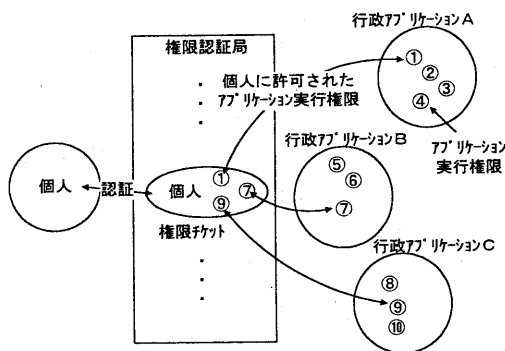 行政アプリケーションA
①
②
③
④
権限認証局
個人に許可された
アプリケーション実行権限
アプリケーション
実行権限
行政アプリケーションB
⑤
⑥
⑦
個人
認証
個人
①
⑦
⑨
権限チケット
行政アプリケーションC
⑧
⑨
⑩